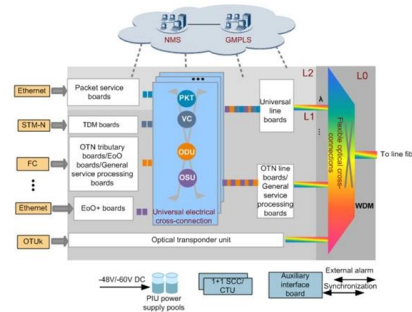 NMS
GMPLS
L2
L0
Ethernet
Packet service
boards
PKT
Universal
line
boards
λ
L1
STM-N
TDM boards
VC
FC
OTN tributary
boards/EoO
boards/General
service processing
boards
ODU
Flexible optical cross-
connections
To line fib
OSU
OTN line
boards/
General
service
processing
boards
Ethernet
EoO+ boards
Universal electrical
cross-connection
WDM
OTUk
Optical transponder unit
-48V/-60V DC
PIU power
supply pools
1+1 SCC/
CTU
Auxiliary
interface
board
External alarm
Synchronization